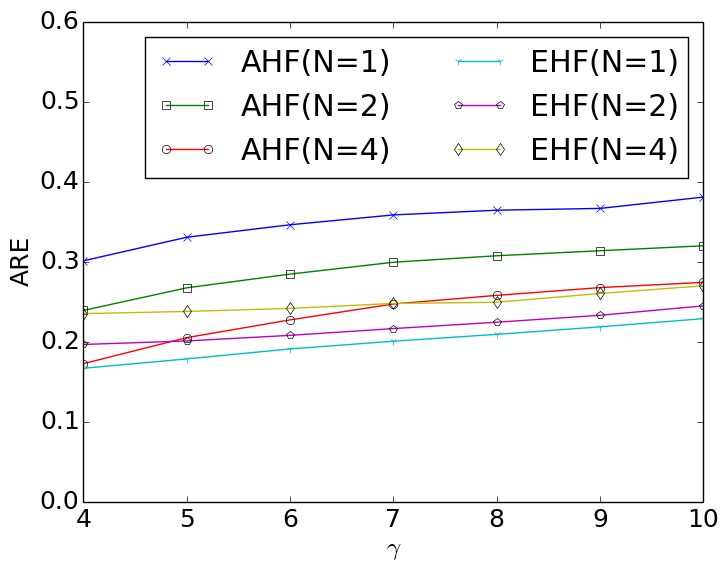 0.6
0.5
0.4
0.3
0.2
0.1
0.0
ARE
AHF(N=1) EHF(N=1)
AHF(N=2) EHF(N=2)
AHF(N=4) EHF(N=4)
4 5 6 7 8 9 10
γ